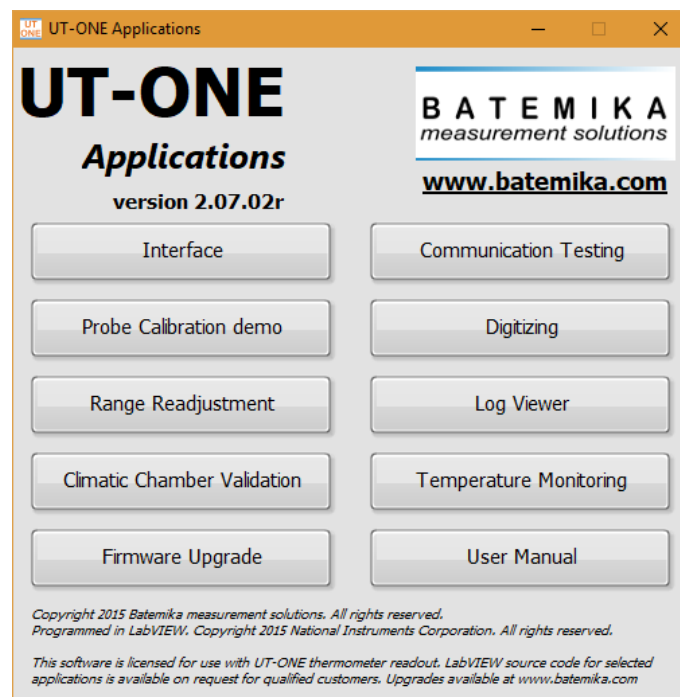 UT ONE UT-ONE Applications
UT-ONE
Applications
version 2.07.02r
BATEMIKA
measurement solutions
www.batemika.com
Interface
Communication Testing
Probe Calibration demo
Digitizing
Range Readjustment
Log Viewer
Climatic Chamber Validation
Temperature Monitoring
Firmware Upgrade
User Manual
Copyright 2015 Batemika measurement solutions. All rights reserved.
Programmed in LabVIEW. Copyright 2015 National Instruments Corporation. All rights reserved.
This software is licensed for use with UT-ONE thermometer readout. LabVIEW source code for selected
applications is available on request for qualified customers. Upgrades available at www.batemika.com